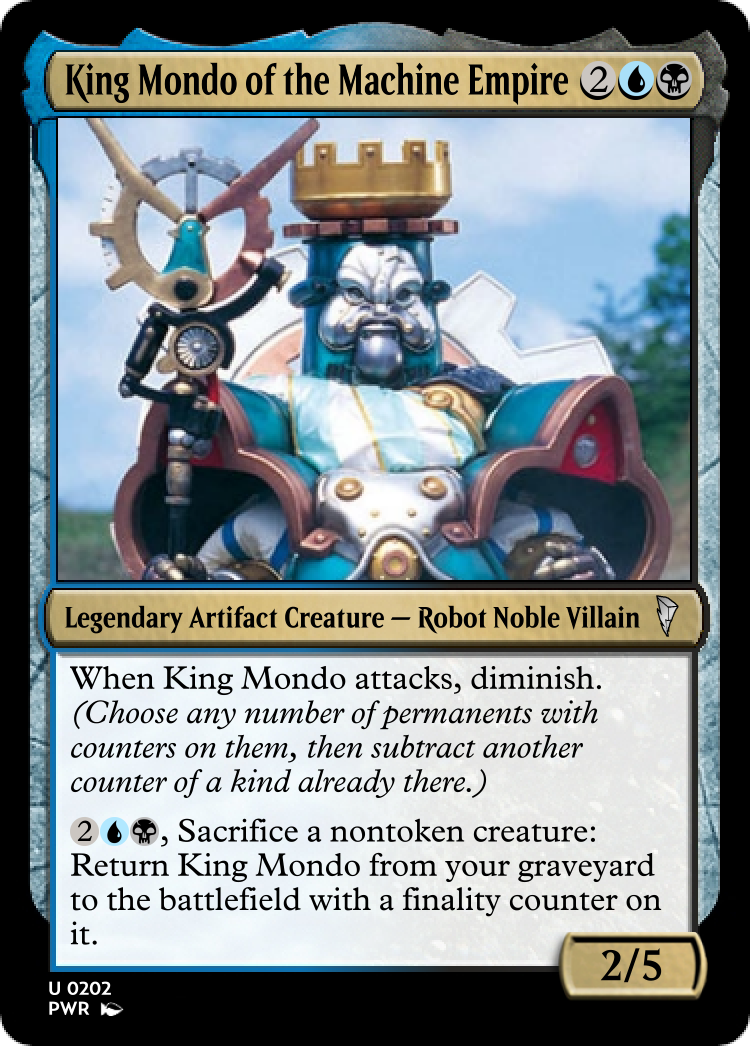 King Mondo of the Machine Empire 2
Legendary Artifact Creature — Robot Noble Villain
When King Mondo attacks, diminish.
(Choose any number of permanents with
counters on them, then subtract another
counter of a kind already there.)
2, Sacrifice a nontoken creature:
Return King Mondo from your graveyard
to the battlefield with a finality counter on
it.
2/5
U 0202
PWR